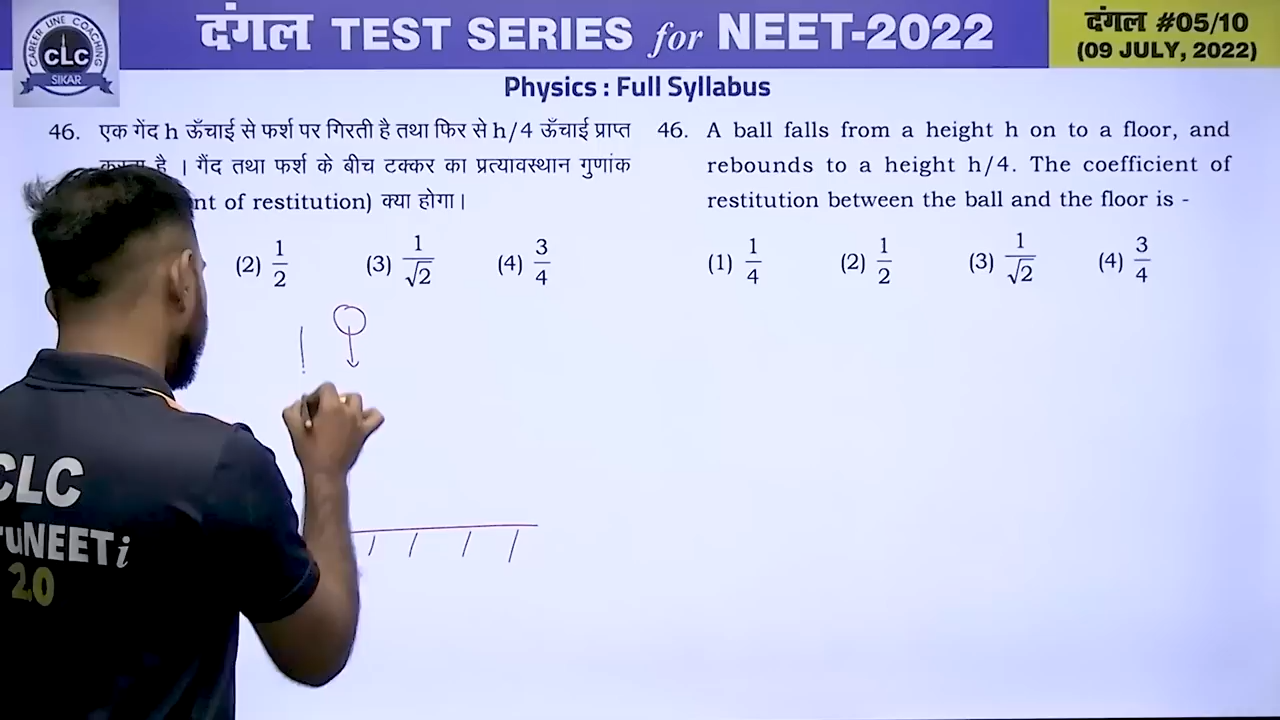 CAREER LINE COACHING
CLC
SIKAR
दंगल TEST SERIES for NEET-2022
दंगल #05/10
(09 JULY, 2022)
Physics : Full Syllabus
46. एक गेंद h ऊँचाई से फर्श पर गिरती है तथा फिर से h/4 ऊँचाई प्राप्त
करता है । गेंद तथा फर्श के बीच टक्कर का प्रत्यावस्थान गुणांक
nt of restitution) क्या होगा।
(2) 1/2 (3) 1/√2 (4) 3/4
46. A ball falls from a height h on to a floor, and
rebounds to a height h/4. The coefficient of
restitution between the ball and the floor is -
(1) 1/4 (2) 1/2 (3) 1/√2 (4) 3/4
CLC
uNEETi
2.0